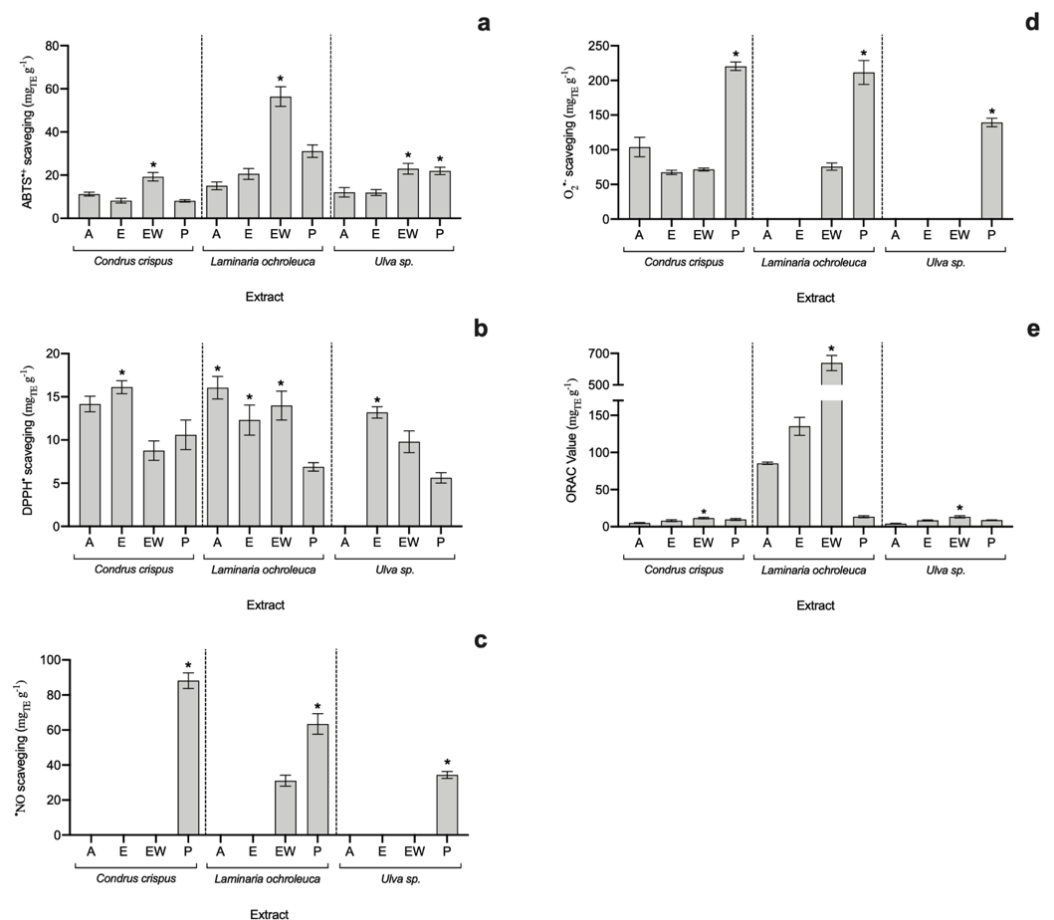 a
ABTS•+ scaveging (mgTE g-1)
80
60
40
20
0
*
*
*
*
A E EW P A E EW P A E EW P
Condrus crispus Laminaria ochroleuca Ulva sp.
Extract
b
DPPH• scaveging (mgTE g-1)
20
15
10
5
0
*
*
*
*
*
A E EW P A E EW P A E EW P
Condrus crispus Laminaria ochroleuca Ulva sp.
Extract
c
•NO scaveging (mgTE g-1)
100
80
60
40
20
0
*
*
*
A E EW P A E EW P A E EW P
Condrus crispus Laminaria ochroleuca Ulva sp.
Extract
d
O2•- scaveging (mgTE g-1)
250
200
150
100
50
0
*
*
*
A E EW P A E EW P A E EW P
Condrus crispus Laminaria ochroleuca Ulva sp.
Extract
e
ORAC Value (mgTE g-1)
700
500
150
100
50
0
*
*
*
A E EW P A E EW P A E EW P
Condrus crispus Laminaria ochroleuca Ulva sp.
Extract